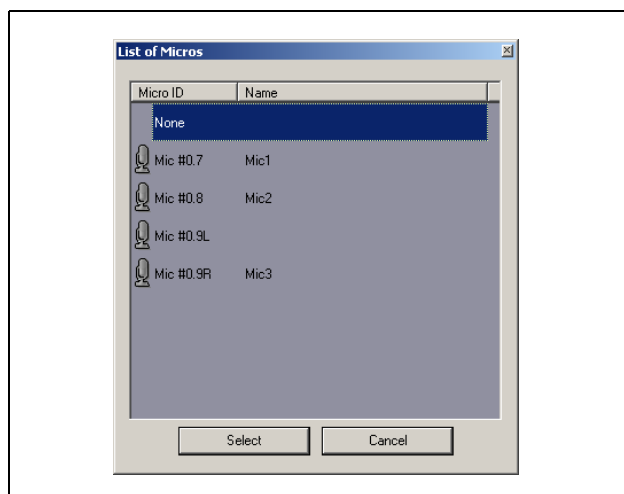 List of Micros
Micro ID Name
None
Mic #0.7 Mic1
Mic #0.8 Mic2
Mic #0.9L
Mic #0.9R Mic3
Select Cancel